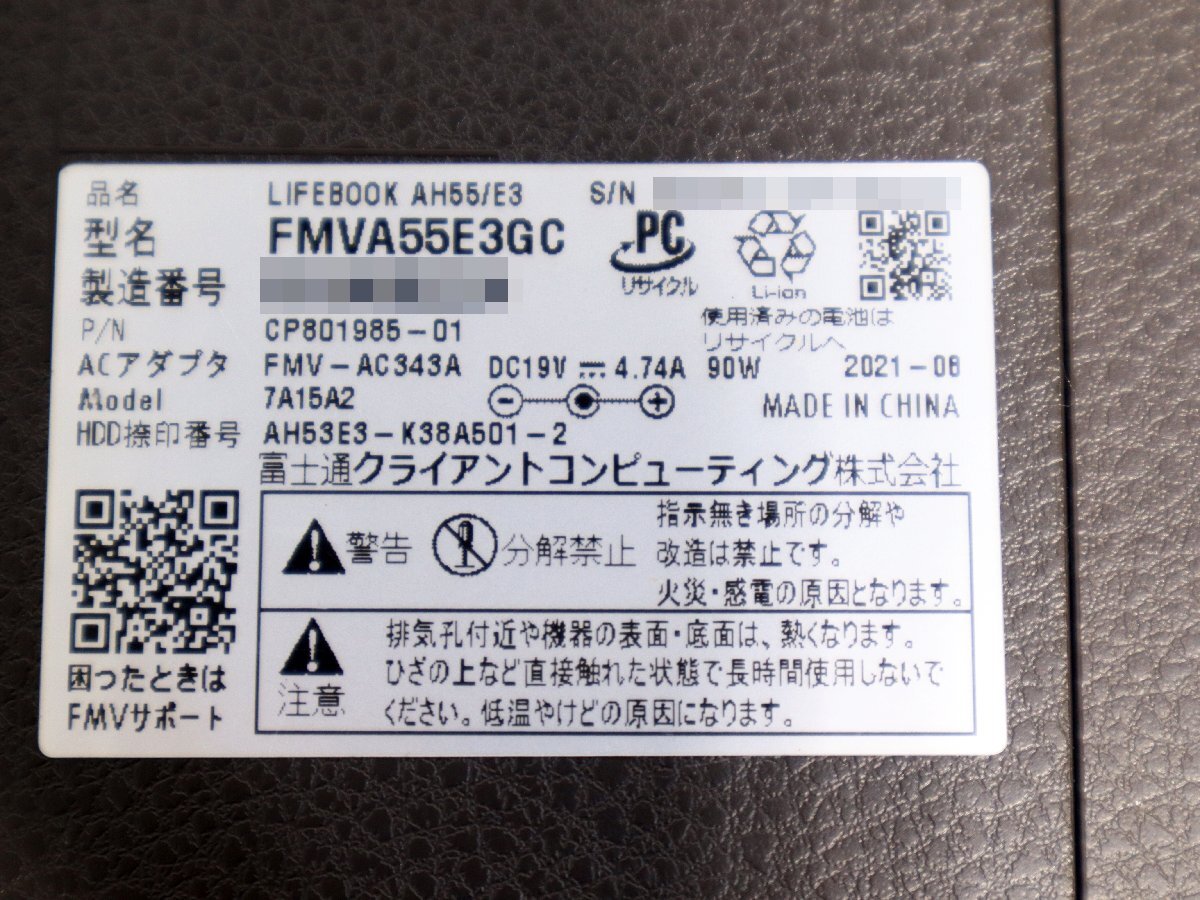 品名 LIFEBOOK AH55/E3 S/N
型名 FMVA55E3GC
製造番号
PC
リサイクル
Li-ion
使用済みの電池は
リサイクルへ
P/N CP801985-01
ACアダプタ FMV-AC343A DC19V 4.74A 90W 2021-08
Model 7A15A2
MADE IN CHINA
HDD捺印番号 AH53E3-K38A501-2
富士通クライアントコンピューティング株式会社
警告 分解禁止
指示無き場所の分解や
改造は禁止です。
火災・感電の原因となります。
注意
排気孔付近や機器の表面・底面は、熱くなります。
ひざの上など直接触れた状態で長時間使用しないで
ください。低温やけどの原因になります。
困ったときは
FMVサポート